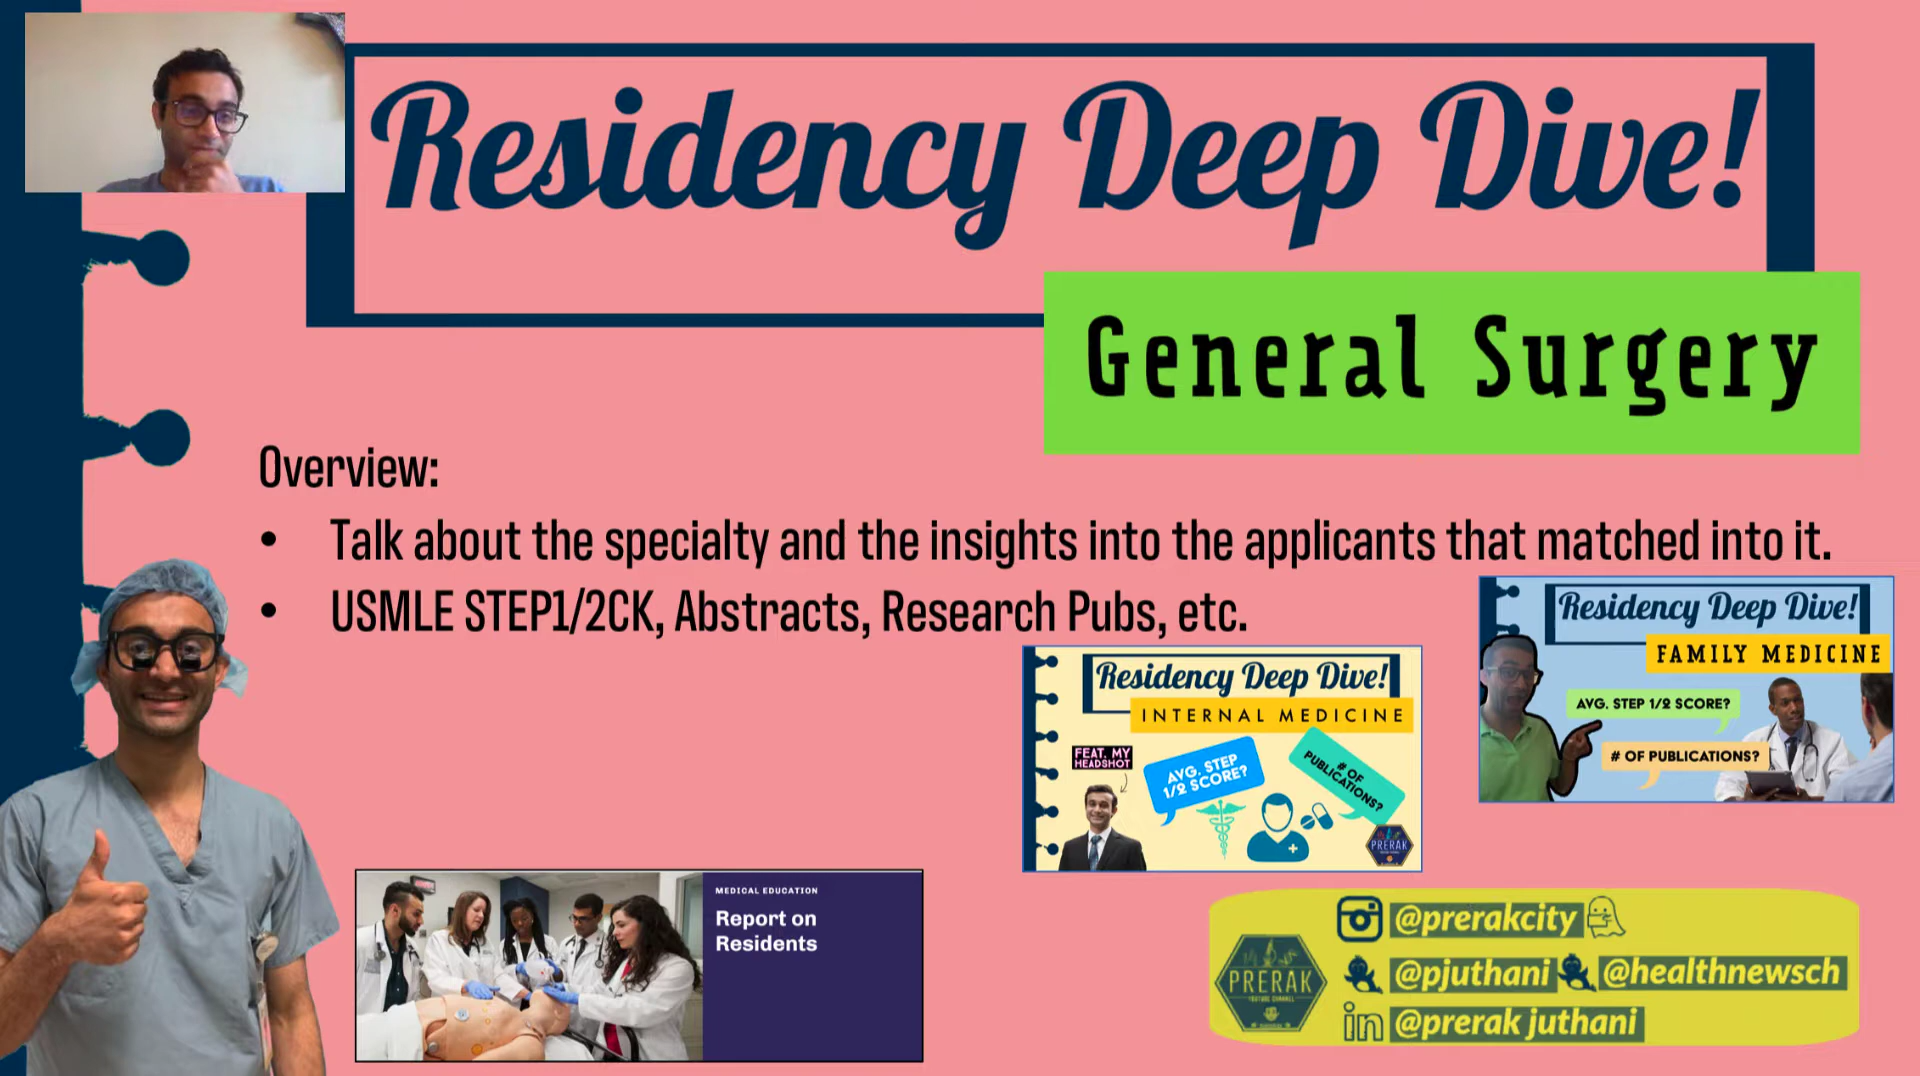 Residency Deep Dive!
General Surgery
Overview:
• Talk about the specialty and the insights into the applicants that matched into it.
• USMLE STEP1/2CK, Abstracts, Research Pubs, etc.
Residency Deep Dive!
FAMILY MEDICINE
AVG. STEP 1/2 SCORE?
# OF PUBLICATIONS?
Residency Deep Dive!
INTERNAL MEDICINE
FEAT. MY
HEADSHOT
AVG. STEP
1/2 SCORE?
# OF
PUBLICATIONS?
PRERAK
MEDICAL EDUCATION
Report on
Residents
PRERAK
YOUTUBE CHANNEL
@prerakcity
@pjuthani @healthnewsch
in @prerak juthani